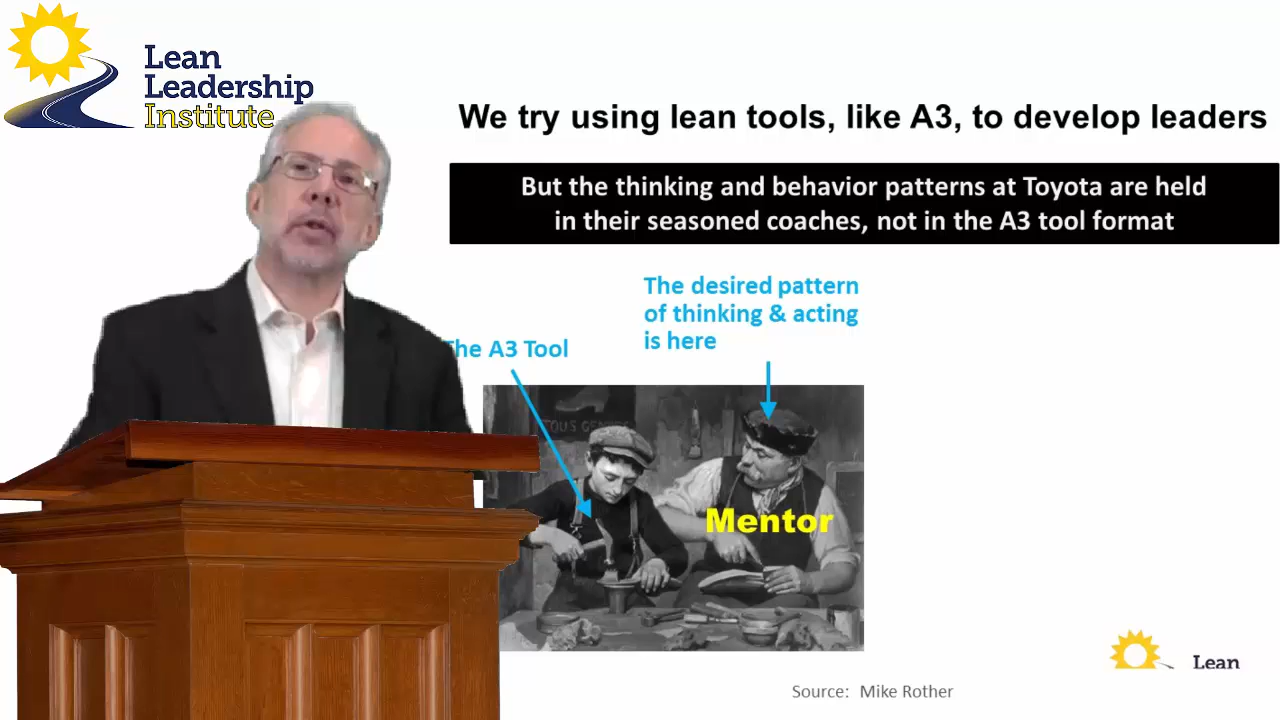 Lean
Leadership
Institute
We try using lean tools, like A3, to develop leaders
But the thinking and behavior patterns at Toyota are held
in their seasoned coaches, not in the A3 tool format
The desired pattern
of thinking & acting
is here
he A3 Tool
TOUS GEN
Mentor
Lean
Source: Mike Rother